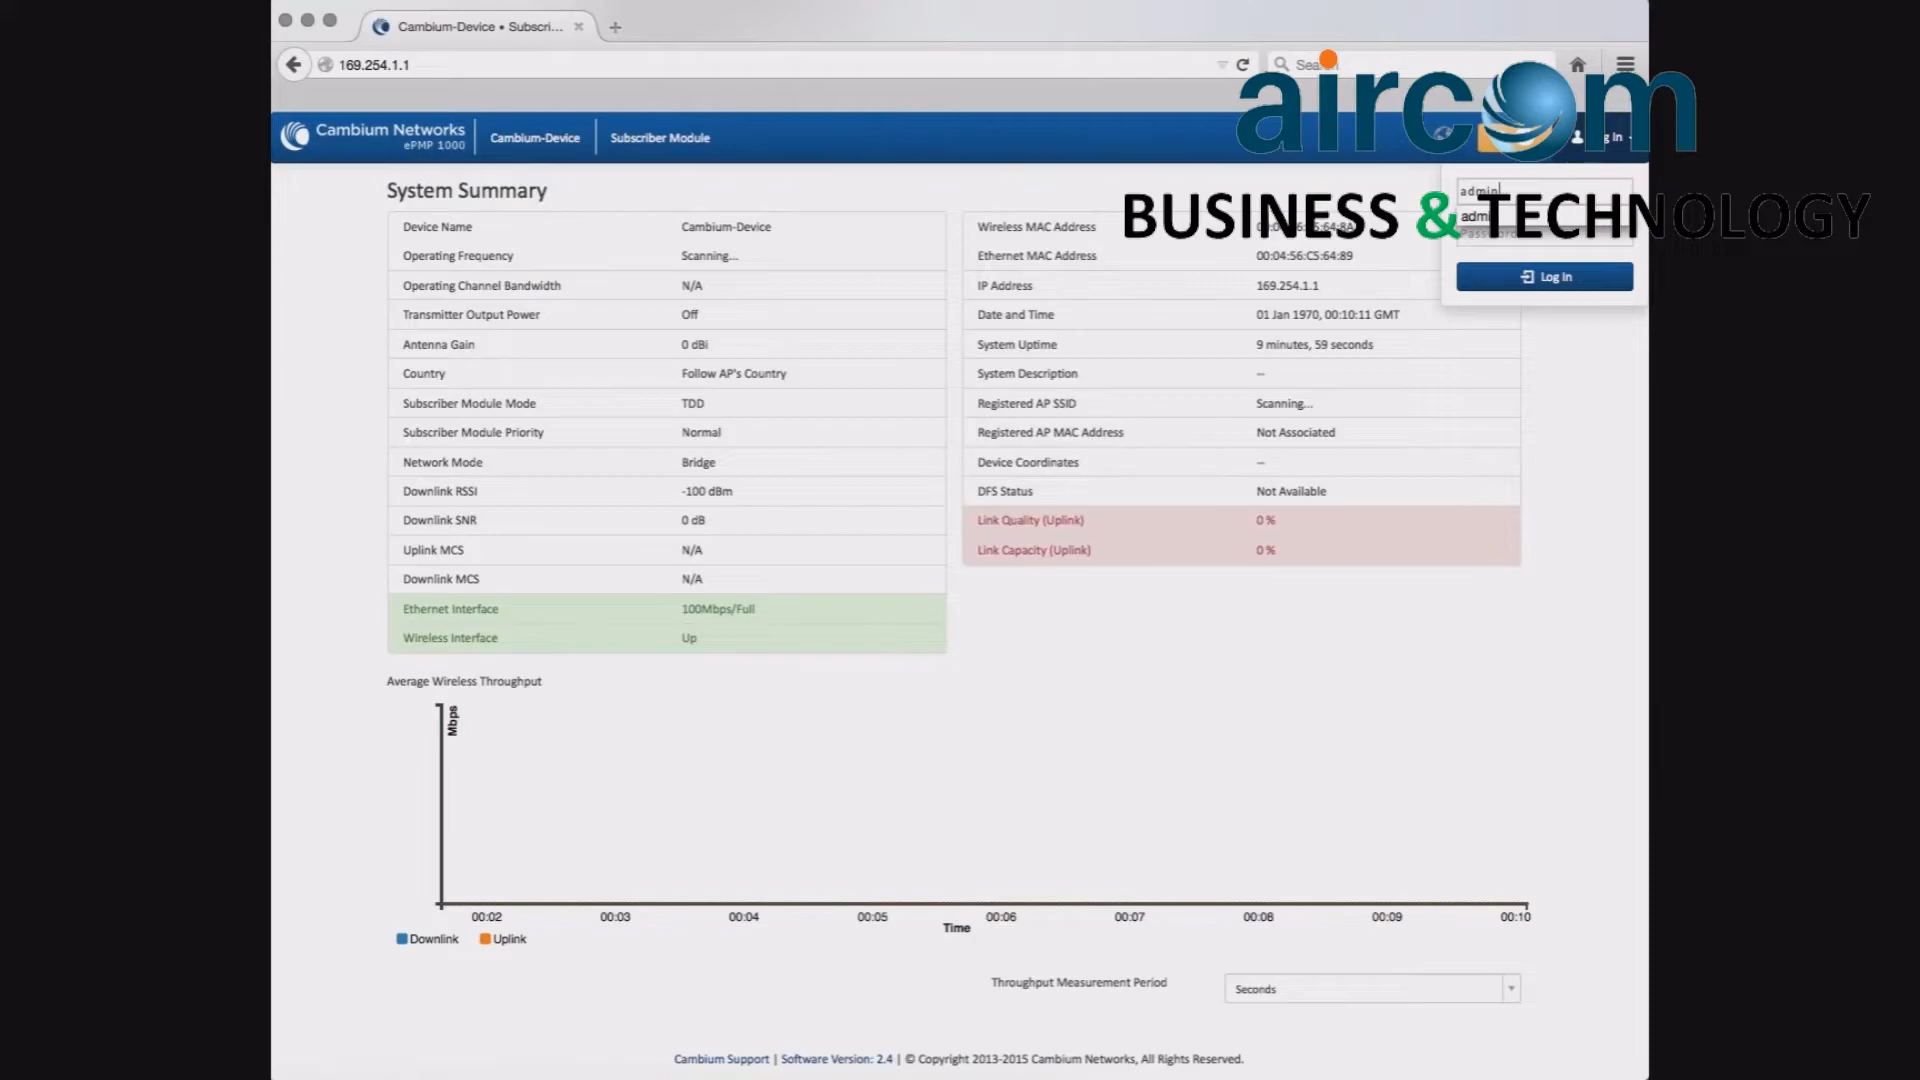 Cambium-Device • Subscri...
169.254.1.1
aircom
BUSINESS & TECHNOLOGY
Cambium Networks
ePMP 1000
Cambium-Device
Subscriber Module
admin
Log In
System Summary
Device Name Cambium-Device
Operating Frequency Scanning...
Operating Channel Bandwidth N/A
Transmitter Output Power Off
Antenna Gain 0 dBi
Country Follow AP's Country
Subscriber Module Mode TDD
Subscriber Module Priority Normal
Network Mode Bridge
Downlink RSSI -100 dBm
Downlink SNR 0 dB
Uplink MCS N/A
Downlink MCS N/A
Ethernet Interface 100Mbps/Full
Wireless Interface Up
Wireless MAC Address
Ethernet MAC Address 00:04:56:C5:64:89
IP Address 169.254.1.1
Date and Time 01 Jan 1970, 00:10:11 GMT
System Uptime 9 minutes, 59 seconds
System Description --
Registered AP SSID Scanning...
Registered AP MAC Address Not Associated
Device Coordinates --
DFS Status Not Available
Link Quality (Uplink) 0 %
Link Capacity (Uplink) 0 %
Average Wireless Throughput
Mbps
00:02 00:03 00:04 00:05 00:06 00:07 00:08 00:09 00:10
Time
Downlink Uplink
Throughput Measurement Period Seconds
Cambium Support | Software Version: 2.4 | © Copyright 2013-2015 Cambium Networks, All Rights Reserved.